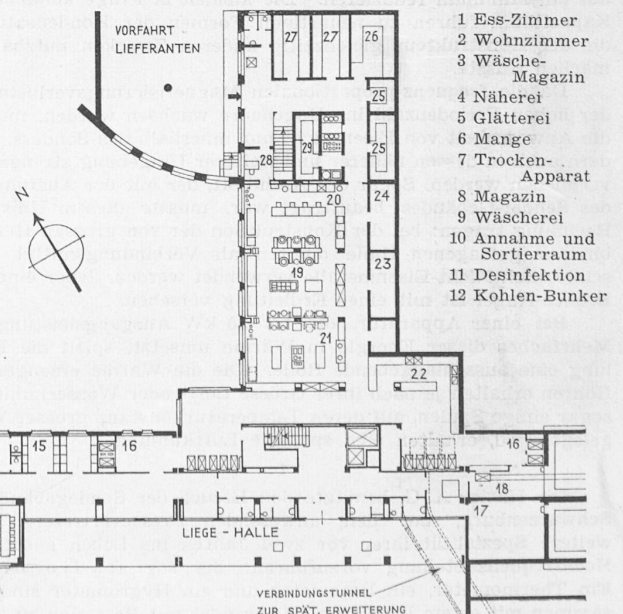 VORFAHRT
LIEFERANTEN
1 Ess-Zimmer
2 Wohnzimmer
3 Wäsche-
Magazin
4 Näherei
5 Glätterei
6 Mange
7 Trocken-
Apparat
8 Magazin
9 Wäscherei
10 Annahme und
Sortierraum
11 Desinfektion
12 Kohlen-Bunker
27
27
27
26
25
25
28
29
24
20
19
23
21
22
15
16
16
18
17
N
LIEGE-HALLE
VERBINDUNGSTUNNEL
ZUR SPÄT. ERWEITERUNG